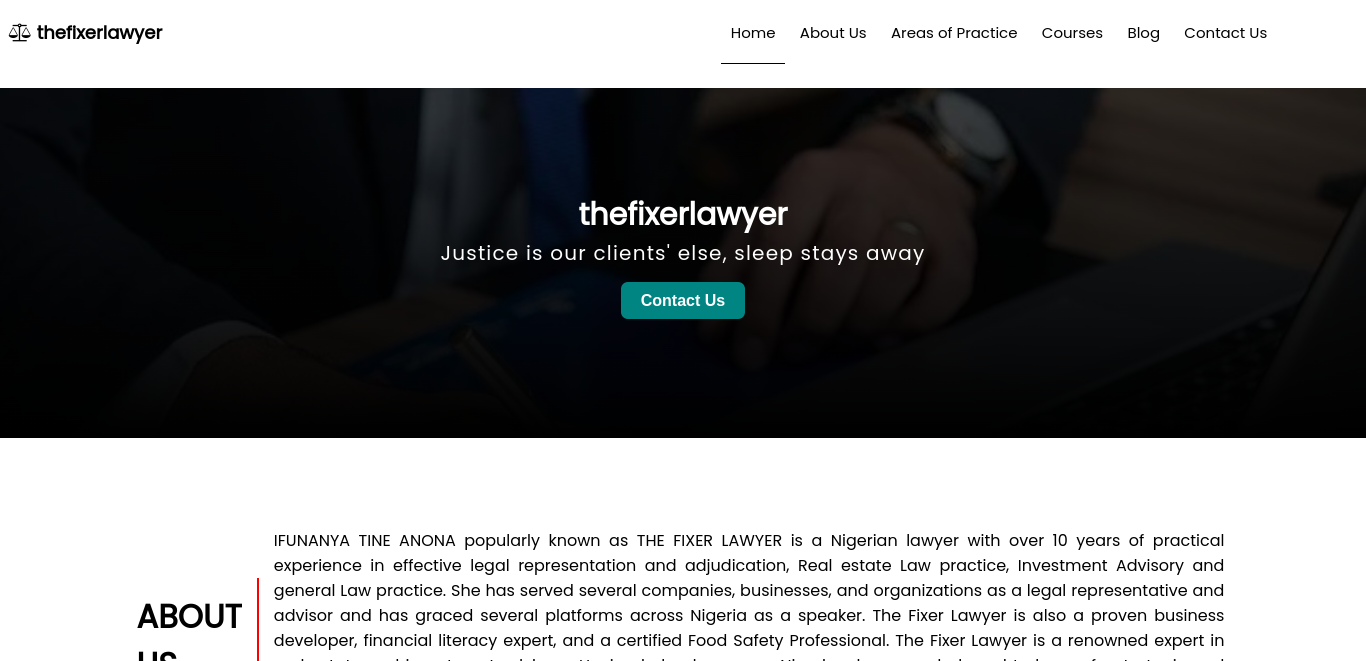 thefixerlawyer
Home About Us Areas of Practice Courses Blog Contact Us
thefixerlawyer
Justice is our clients' else, sleep stays away
Contact Us
ABOUT
US
IFUNANYA TINE ANONA popularly known as THE FIXER LAWYER is a Nigerian lawyer with over 10 years of practical
experience in effective legal representation and adjudication, Real estate Law practice, Investment Advisory and
general Law practice. She has served several companies, businesses, and organizations as a legal representative and
advisor and has graced several platforms across Nigeria as a speaker. The Fixer Lawyer is also a proven business
developer, financial literacy expert, and a certified Food Safety Professional. The Fixer Lawyer is a renowned expert in